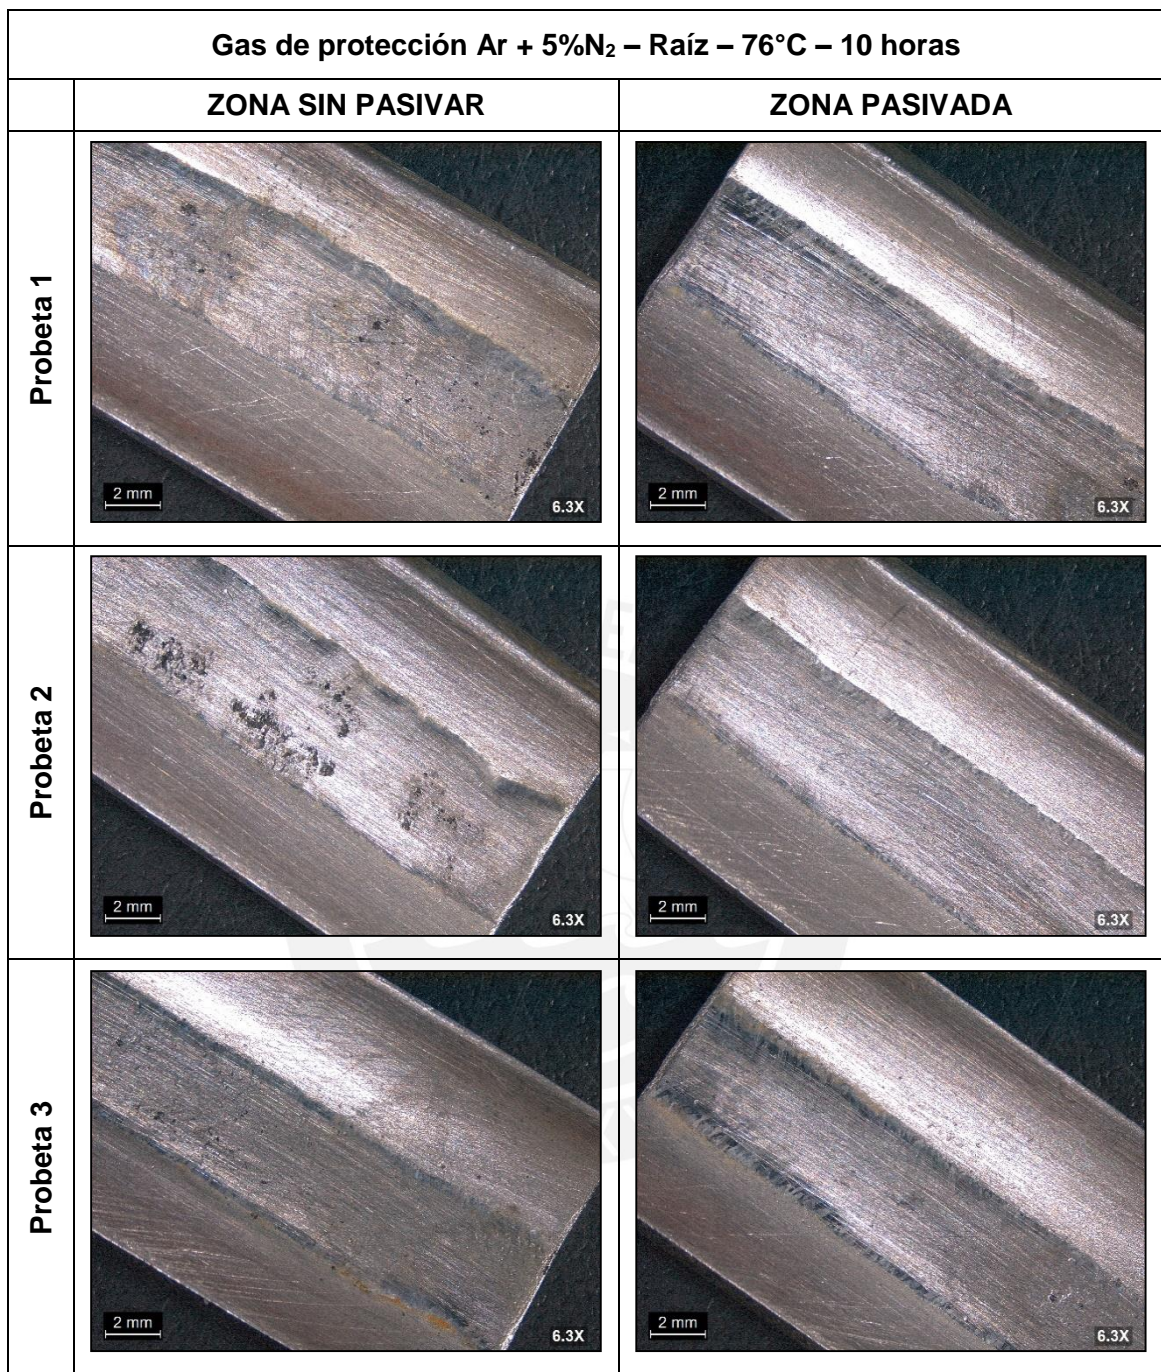 Gas de protección Ar + 5%N₂ – Raíz – 76°C – 10 horas
ZONA SIN PASIVAR
ZONA PASIVADA
Probeta 1
2 mm
6.3X
2 mm
6.3X
Probeta 2
2 mm
6.3X
2 mm
6.3X
Probeta 3
2 mm
6.3X
2 mm
6.3X